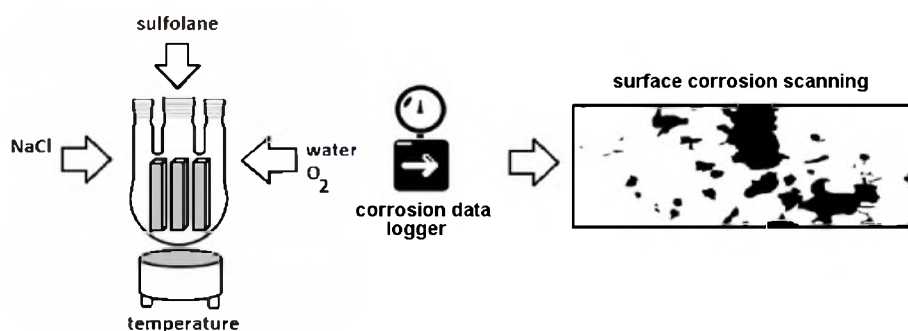 sulfolane
NaCl
water
O2
temperature
corrosion data
logger
surface corrosion scanning